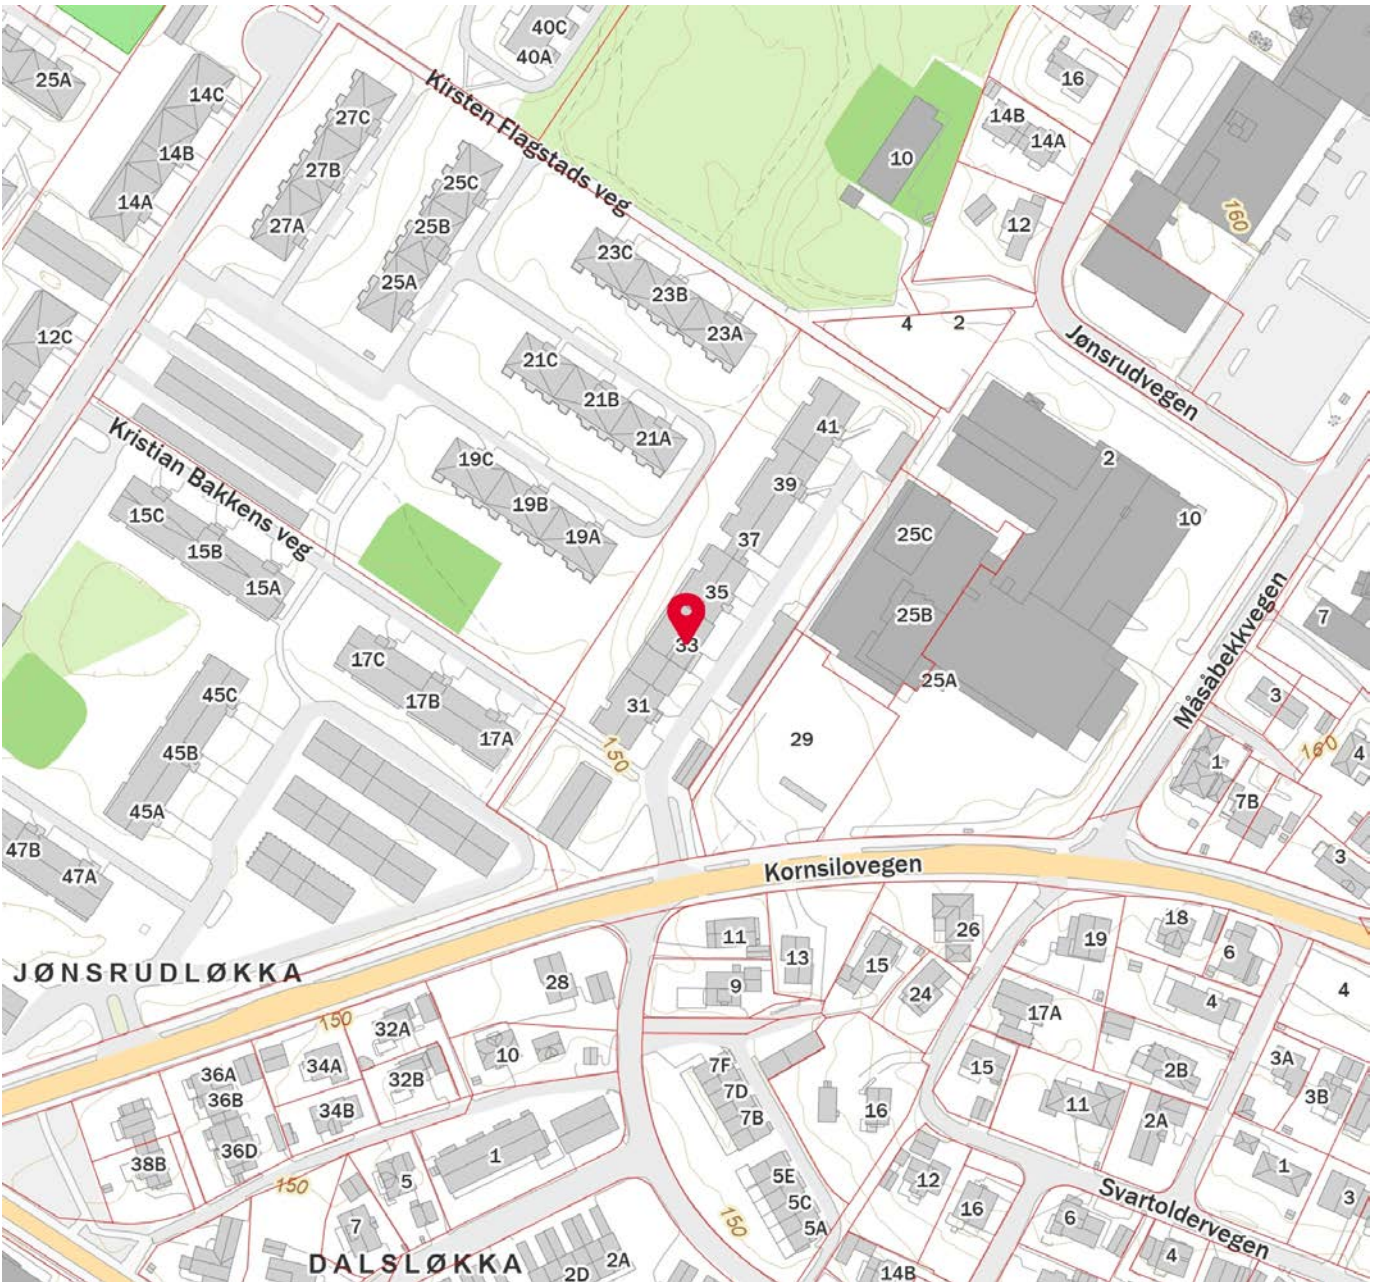 40C
40A
25A
14C
14B
14A
27C
27B
27A
25C
25B
25A
Kirsten Flagstads veg
10
16
14B
14A
12
160
12C
23C
23B
23A
4
2
Jønsrudvegen
21C
21B
21A
41
2
Kristian Bakkens veg
19C
19B
19A
39
37
10
15C
15B
15A
35
33
31
25C
25B
25A
29
Måsåbekkvegen
7
3
160
4
1
7B
3
17C
17B
17A
45C
45B
45A
150
47B
47A
Kornsilovegen
JØNSRUDLØKKA
28
11
9
13
15
26
24
19
18
6
4
4
17A
150
32A
32B
34A
34B
36A
36B
36D
38B
10
7F
7D
7B
16
15
11
2B
2A
3A
3B
1
5
150
7
5E
5C
5A
150
12
16
Svartoldervegen
6
4
1
3
DALSLØKKA
2D
2A
14B